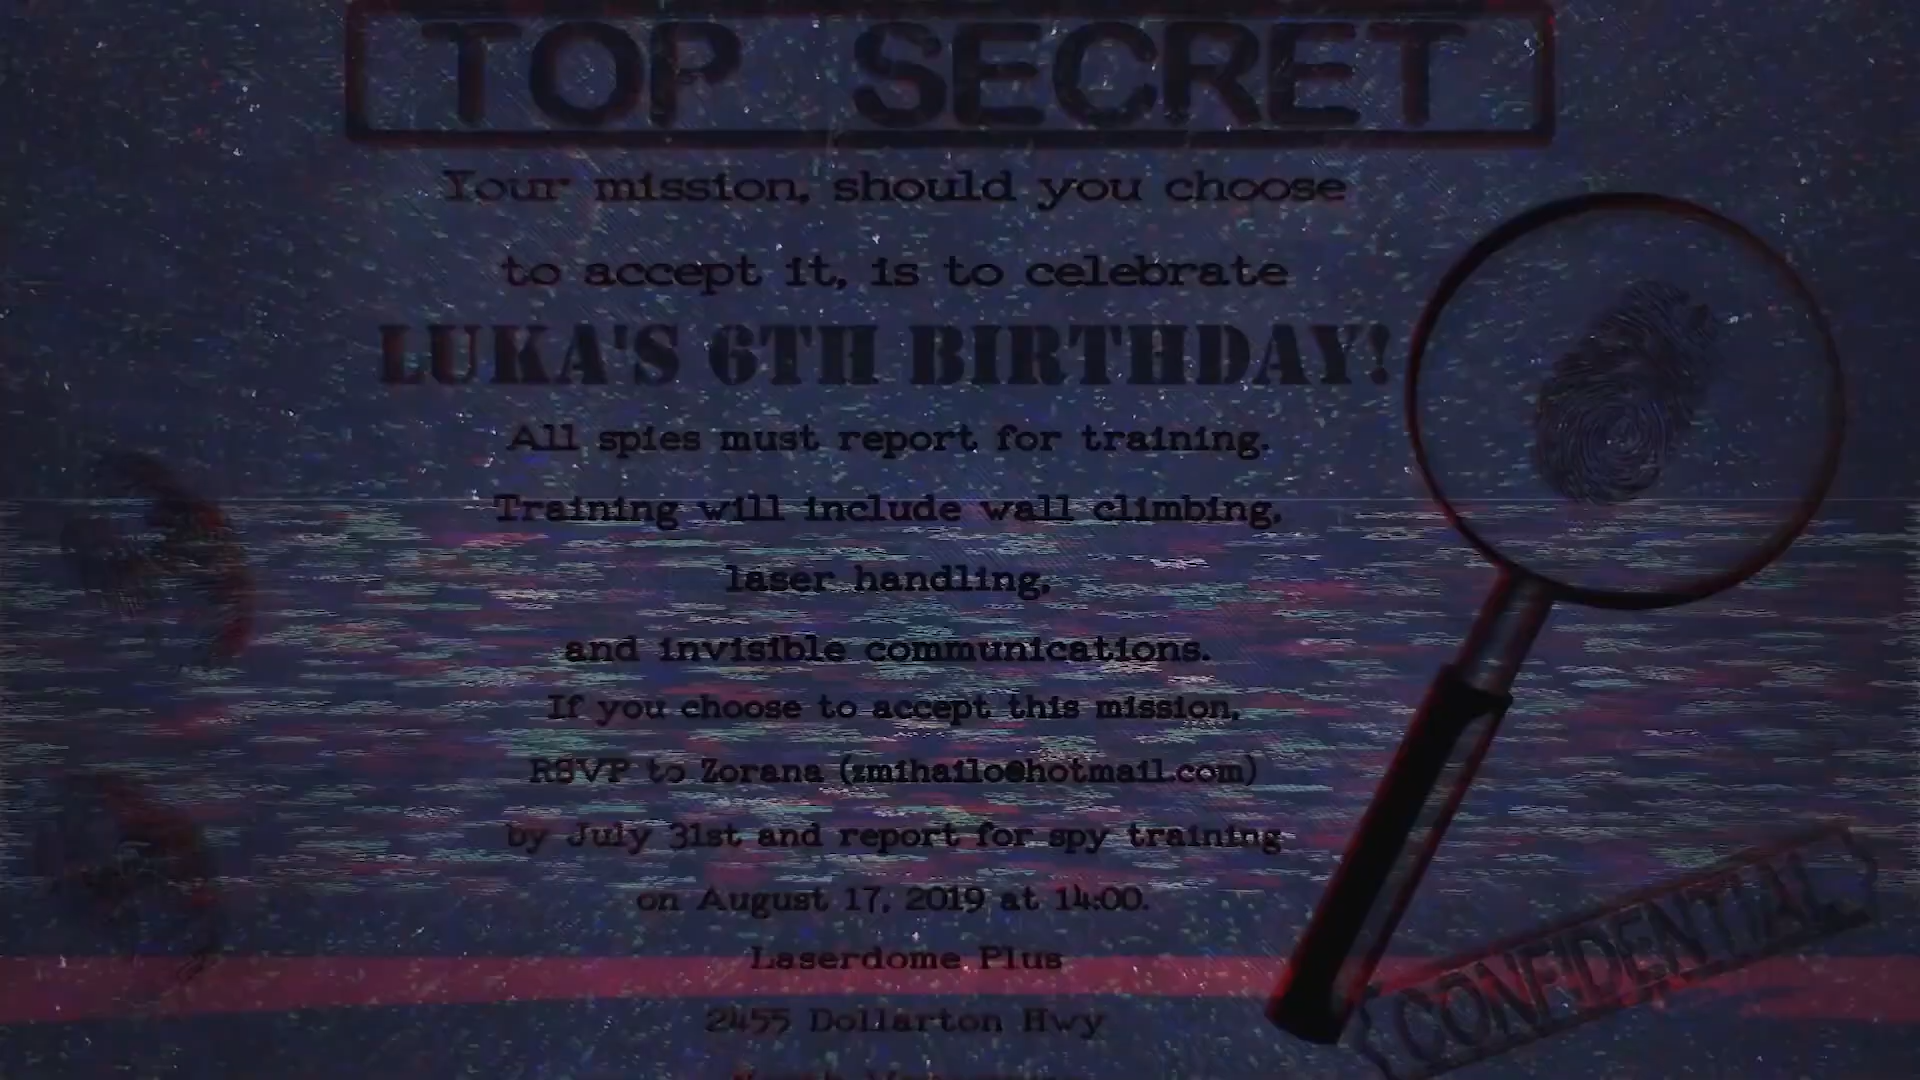 TOP SECRET
Your mission, should you choose
to accept it, is to celebrate
LUKA'S 6TH BIRTHDAY!
All spies must report for training.
Training will include wall climbing,
laser handling,
and invisible communications.
If you choose to accept this mission,
RSVP to Zorana (zmihailo@hotmail.com)
by July 31st and report for spy training
on August 17, 2019 at 14:00.
Laserdome Plus
2455 Dollarton Hwy
CONFIDENTIAL